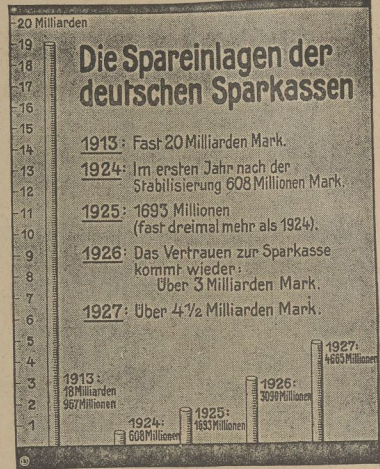 20 Milliarden
19
18
17
16
15
14
13
12
11
10
9
8
7
6
5
4
3
2
1
Die Spareinlagen der
deutschen Sparkassen
1913: Fast 20 Milliarden Mark.
1924: Im ersten Jahr nach der
Stabilisierung 608 Millionen Mark.
1925: 1693 Millionen
(fast dreimal mehr als 1924).
1926: Das Vertrauen zur Sparkasse
kommt wieder:
Über 3 Milliarden Mark.
1927: Über 4½ Milliarden Mark.
1913:
18 Milliarden
967 Millionen
1924:
608 Millionen
1925:
1693 Millionen
1926:
3090 Millionen
1927:
4665 Millionen